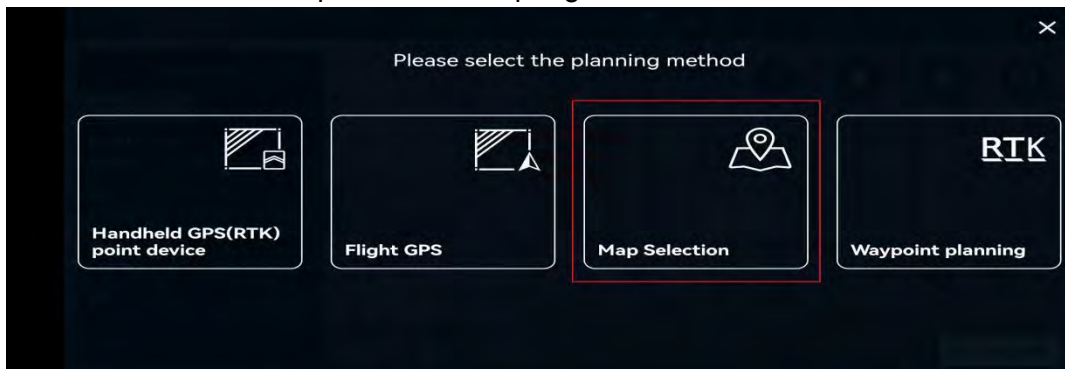 Please select the planning method
RTK
Handheld GPS(RTK)
point device
Flight GPS
Map Selection
Waypoint planning